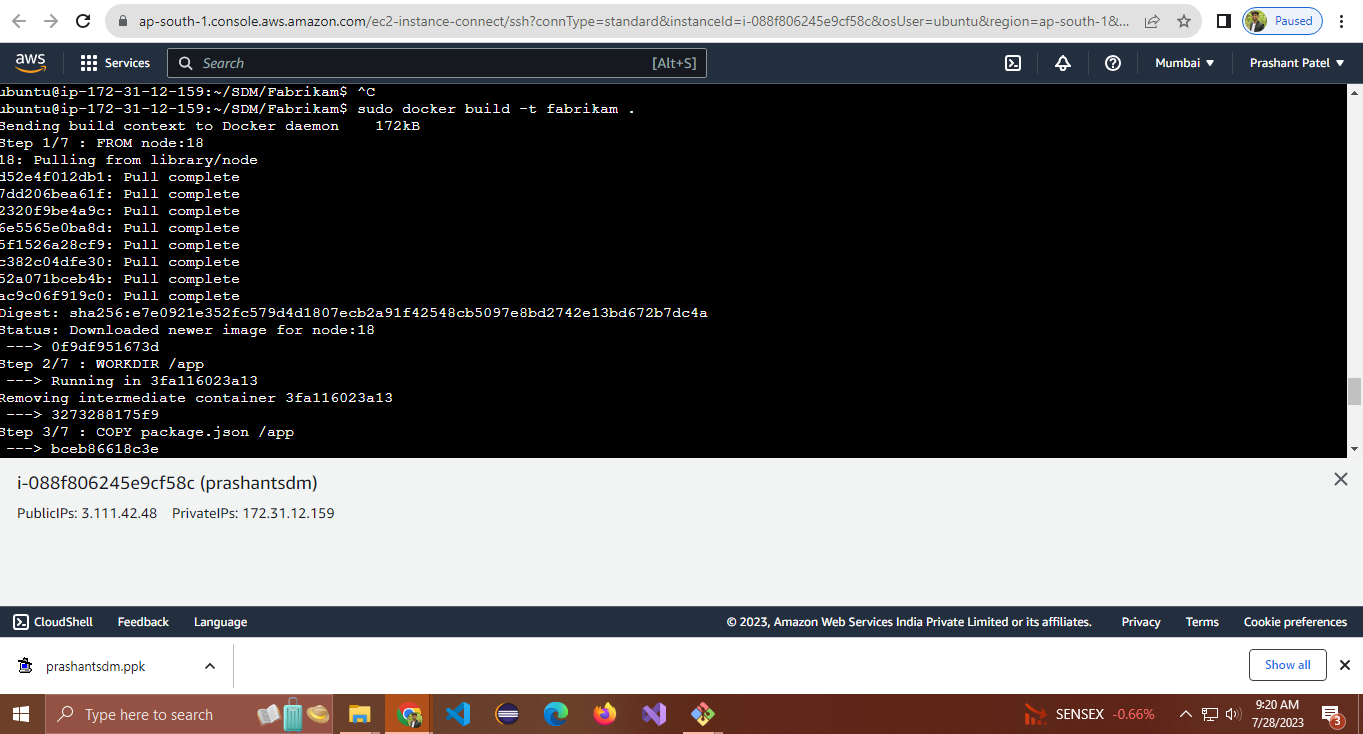 ap-south-1.console.aws.amazon.com/ec2-instance-connect/ssh?connType=standard&instanceId=i-088f806245e9cf58c&osUser=ubuntu&region=ap-south-1&... Paused
aws Services Search [Alt+S] Mumbai Prashant Patel
ubuntu@ip-172-31-12-159:~/SDM/Fabrikam$ ^C
ubuntu@ip-172-31-12-159:~/SDM/Fabrikam$ sudo docker build -t fabrikam .
Sending build context to Docker daemon 172kB
Step 1/7 : FROM node:18
18: Pulling from library/node
d52e4f012db1: Pull complete
7dd206bea61f: Pull complete
2320f9be4a9c: Pull complete
6e5565e0ba8d: Pull complete
5f1526a28cf9: Pull complete
c382c04dfe30: Pull complete
52a071bceb4b: Pull complete
ac9c06f919c0: Pull complete
Digest: sha256:e7e0921e352fc579d4d1807ecb2a91f42548cb5097e8bd2742e13bd672b7dc4a
Status: Downloaded newer image for node:18
---> 0f9df951673d
Step 2/7 : WORKDIR /app
---> Running in 3fa116023a13
Removing intermediate container 3fa116023a13
---> 3273288175f9
Step 3/7 : COPY package.json /app
---> bceb86618c3e
i-088f806245e9cf58c (prashantsdm)
PublicIPs: 3.111.42.48 PrivateIPs: 172.31.12.159
CloudShell Feedback Language © 2023, Amazon Web Services India Private Limited or its affiliates. Privacy Terms Cookie preferences
prashantsdm.ppk Show all
Type here to search SENSEX -0.66% 9:20 AM
7/28/2023 3